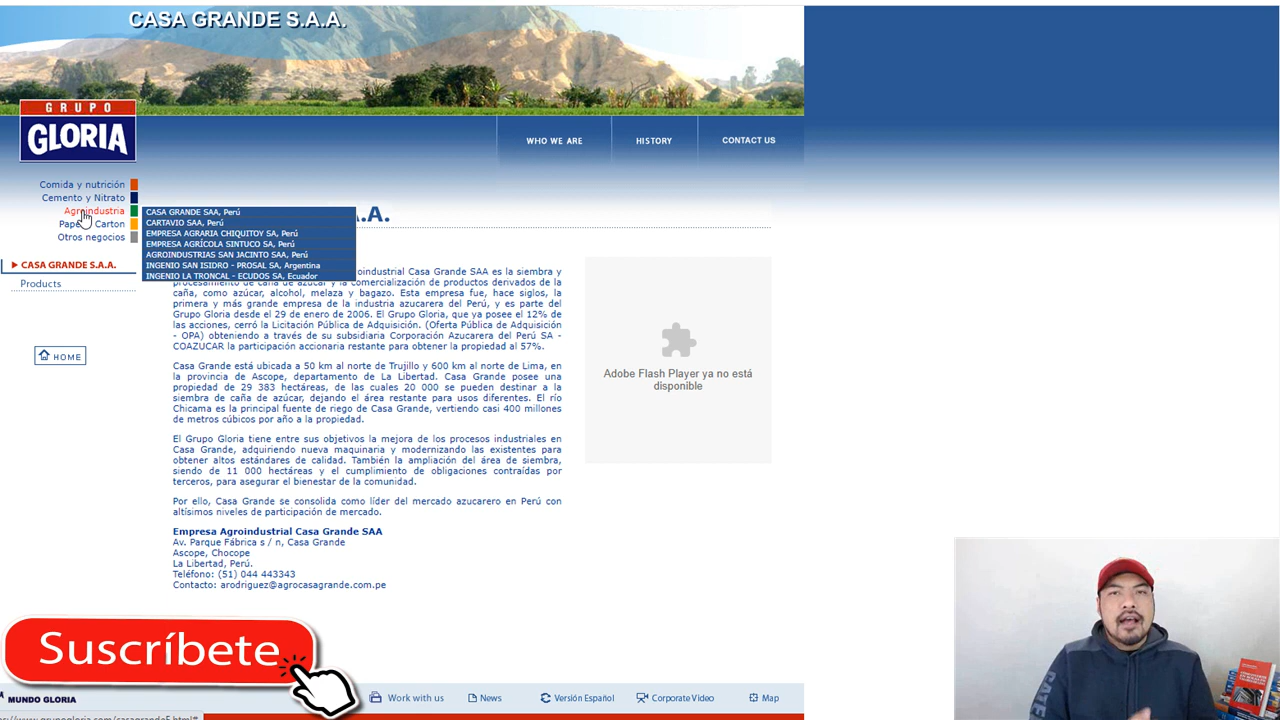 CASA GRANDE S.A.A.
GRUPO
GLORIA
WHO WE ARE
HISTORY
CONTACT US
Comida y nutrición
Cemento y Nitrato
Agroindustria
Carton
Otros negocios
CASA GRANDE SAA, Perú
CARTAVIO SAA, Perú
EMPRESA AGRARIA CHIQUITOY SA, Perú
EMPRESA AGRÍCOLA SINTUCO SA, Perú
AGROINDUSTRIAS SAN JACINTO SAA, Perú
INGENIO SAN ISIDRO - PROSAL SA, Argentina
INGENIO LA TRONCAL - ECUDOS SA, Ecuador
.A.
CASA GRANDE S.A.A.
Products
HOME
oindustrial Casa Grande SAA es la siembra y
procesamiento de caña de azúcar y la comercialización de productos derivados de la
caña, como azúcar, alcohol, melaza y bagazo. Esta empresa fue, hace siglos, la
primera y más grande empresa de la industria azucarera del Perú, y es parte del
Grupo Gloria desde el 29 de enero de 2006. El Grupo Gloria, que ya posee el 12% de
las acciones, cerró la Licitación Pública de Adquisición. (Oferta Pública de Adquisición
- OPA) obteniendo a través de su subsidiaria Corporación Azucarera del Perú SA -
COAZUCAR la participación accionaria restante para obtener la propiedad al 57%.
Casa Grande está ubicada a 50 km al norte de Trujillo y 600 km al norte de Lima, en
la provincia de Ascope, departamento de La Libertad. Casa Grande posee una
propiedad de 29 383 hectáreas, de las cuales 20 000 se pueden destinar a la
siembra de caña de azúcar, dejando el área restante para usos diferentes. El río
Chicama es la principal fuente de riego de Casa Grande, vertiendo casi 400 millones
de metros cúbicos por año a la propiedad.
El Grupo Gloria tiene entre sus objetivos la mejora de los procesos industriales en
Casa Grande, adquiriendo nueva maquinaria y modernizando las existentes para
obtener altos estándares de calidad. También la ampliación del área de siembra,
siendo de 11 000 hectáreas y el cumplimiento de obligaciones contraídas por
terceros, para asegurar el bienestar de la comunidad.
Por ello, Casa Grande se consolida como líder del mercado azucarero en Perú con
altísimos niveles de participación de mercado.
Empresa Agroindustrial Casa Grande SAA
Av. Parque Fábrica s / n, Casa Grande
Ascope, Chocope
La Libertad, Perú.
Teléfono: (51) 044 443343
Contacto: arodriguez@agrocasagrande.com.pe
Adobe Flash Player ya no está
disponible
Suscríbete
MUNDO GLORIA
Work with us
News
Versión Español
Corporate Video
Map